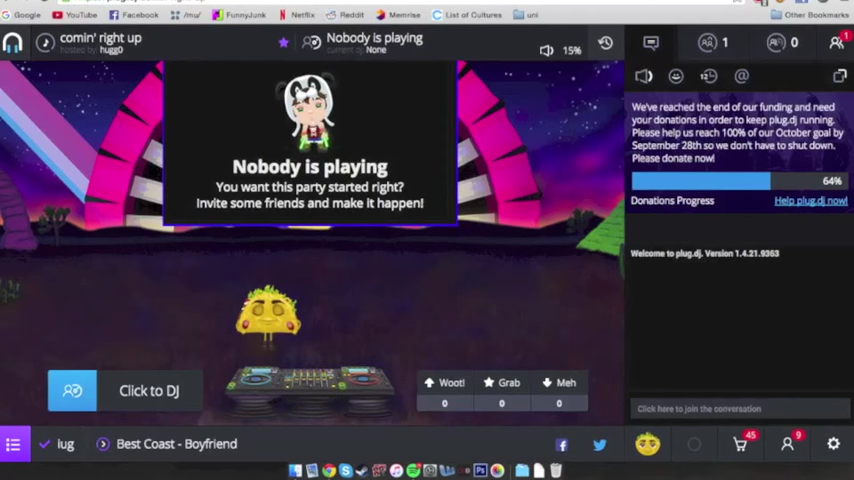 Google YouTube Facebook /mu/ FunnyJunk Netflix Reddit Memrise List of Cultures uni Other Bookmarks
comin' right up
hosted by: hugg0
Nobody is playing
current dj: None
15%
1
0
1
Nobody is playing
You want this party started right?
Invite some friends and make it happen!
12
@
We've reached the end of our funding and need
your donations in order to keep plug.dj running.
Please help us reach 100% of our October goal by
September 28th so we don't have to shut down.
Please donate now!
64%
Donations Progress Help plug.dj now!
Welcome to plug.dj. Version 1.4.21.9363
Click to DJ
Woot! Grab Meh
0 0 0
Click here to join the conversation
iug Best Coast - Boyfriend
45
9